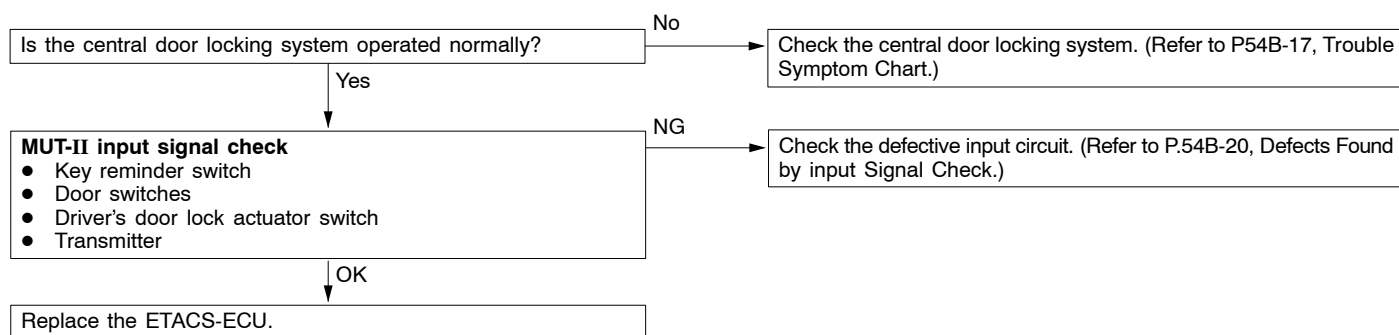 Is the central door locking system operated normally?
No
Check the central door locking system. (Refer to P54B-17, Trouble
Symptom Chart.)
Yes
MUT-II input signal check
● Key reminder switch
● Door switches
● Driver's door lock actuator switch
● Transmitter
NG
Check the defective input circuit. (Refer to P.54B-20, Defects Found
by input Signal Check.)
OK
Replace the ETACS-ECU.